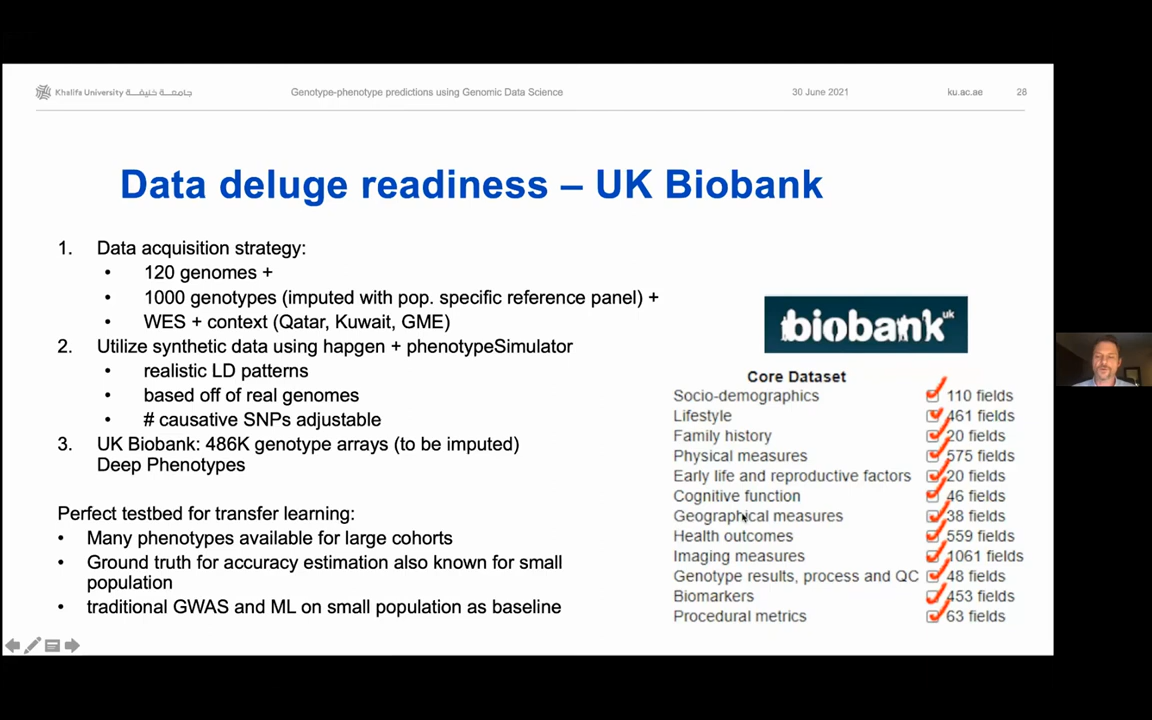 Khalifa University جامعـة خليفـة
Genotype-phenotype predictions using Genomic Data Science
30 June 2021
ku.ac.ae
28
Data deluge readiness – UK Biobank
1. Data acquisition strategy:
• 120 genomes +
• 1000 genotypes (imputed with pop. specific reference panel) +
• WES + context (Qatar, Kuwait, GME)
2. Utilize synthetic data using hapgen + phenotypeSimulator
• realistic LD patterns
• based off of real genomes
• # causative SNPs adjustable
3. UK Biobank: 486K genotype arrays (to be imputed)
Deep Phenotypes
Perfect testbed for transfer learning:
• Many phenotypes available for large cohorts
• Ground truth for accuracy estimation also known for small
population
• traditional GWAS and ML on small population as baseline
biobank uk
Core Dataset
Socio-demographics 110 fields
Lifestyle 461 fields
Family history 20 fields
Physical measures 575 fields
Early life and reproductive factors 20 fields
Cognitive function 46 fields
Geographical measures 38 fields
Health outcomes 559 fields
Imaging measures 1061 fields
Genotype results, process and QC 48 fields
Biomarkers 453 fields
Procedural metrics 63 fields